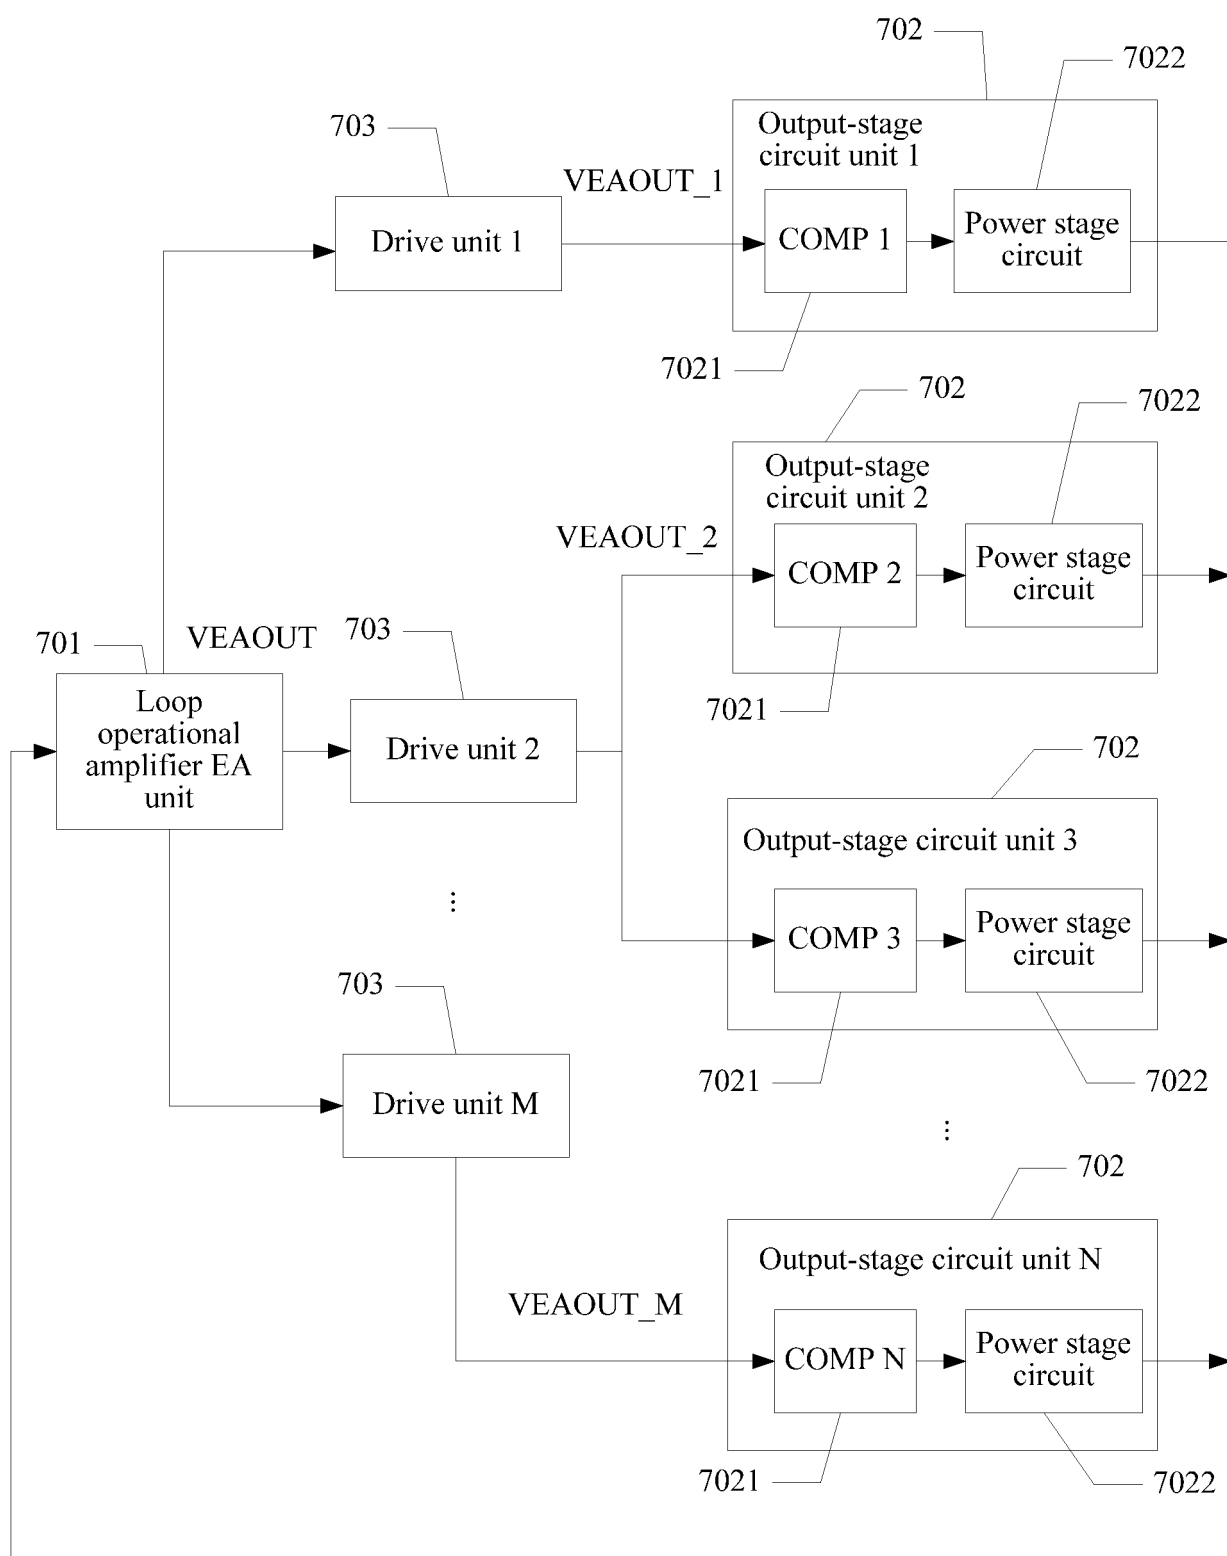 702
7022
703
Output-stage
circuit unit 1
VEAOUT_1
Drive unit 1
COMP 1
Power stage
circuit
7021
702
7022
Output-stage
circuit unit 2
VEAOUT_2
COMP 2
Power stage
circuit
701
VEAOUT
703
7021
Loop
operational
amplifier EA
unit
Drive unit 2
702
Output-stage circuit unit 3
...
COMP 3
Power stage
circuit
703
7021
7022
Drive unit M
...
702
Output-stage circuit unit N
VEAOUT_M
COMP N
Power stage
circuit
7021
7022